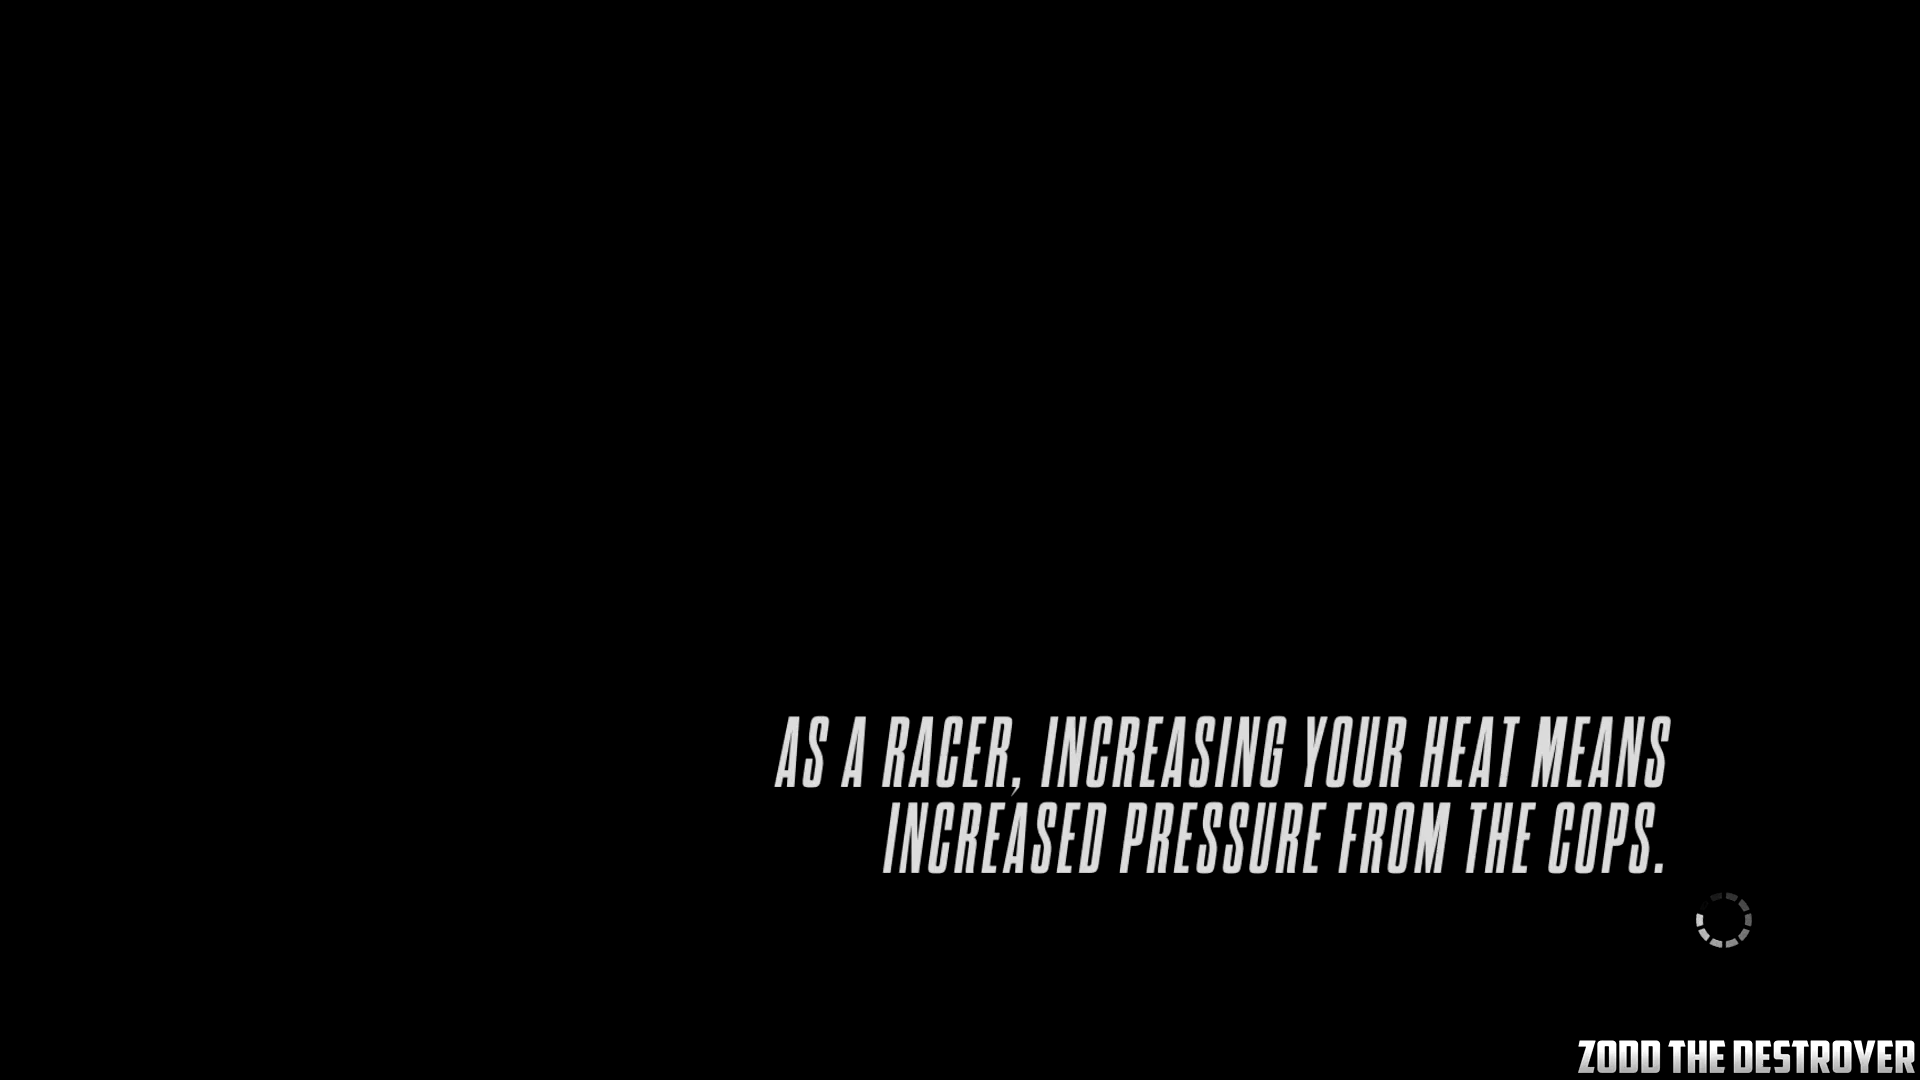 AS A RACER, INCREASING YOUR HEAT MEANS
INCREASED PRESSURE FROM THE COPS.
ZODD THE DESTROYER